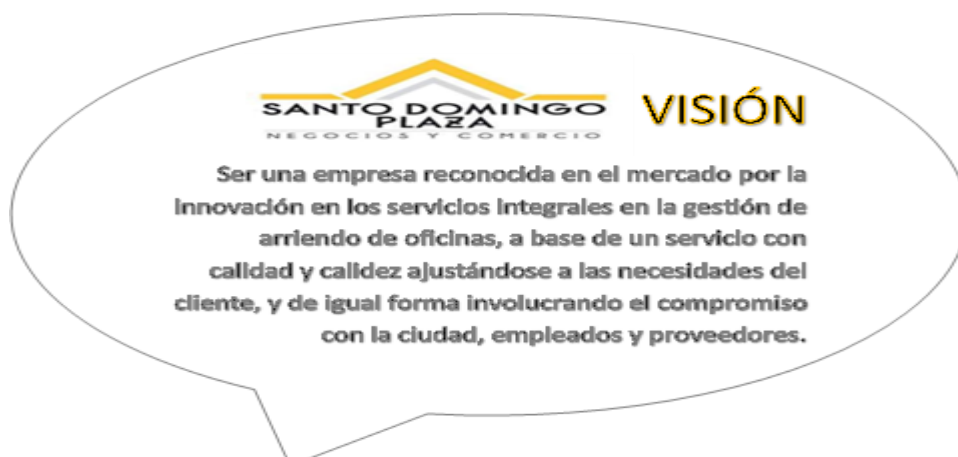 SANTO DOMINGO
PLAZA
NEGOCIOS Y COMERCIO
VISIÓN
Ser una empresa reconocida en el mercado por la
innovación en los servicios integrales en la gestión de
arriendo de oficinas, a base de un servicio con
calidad y calidez ajustándose a las necesidades del
cliente, y de igual forma involucrando el compromiso
con la ciudad, empleados y proveedores.